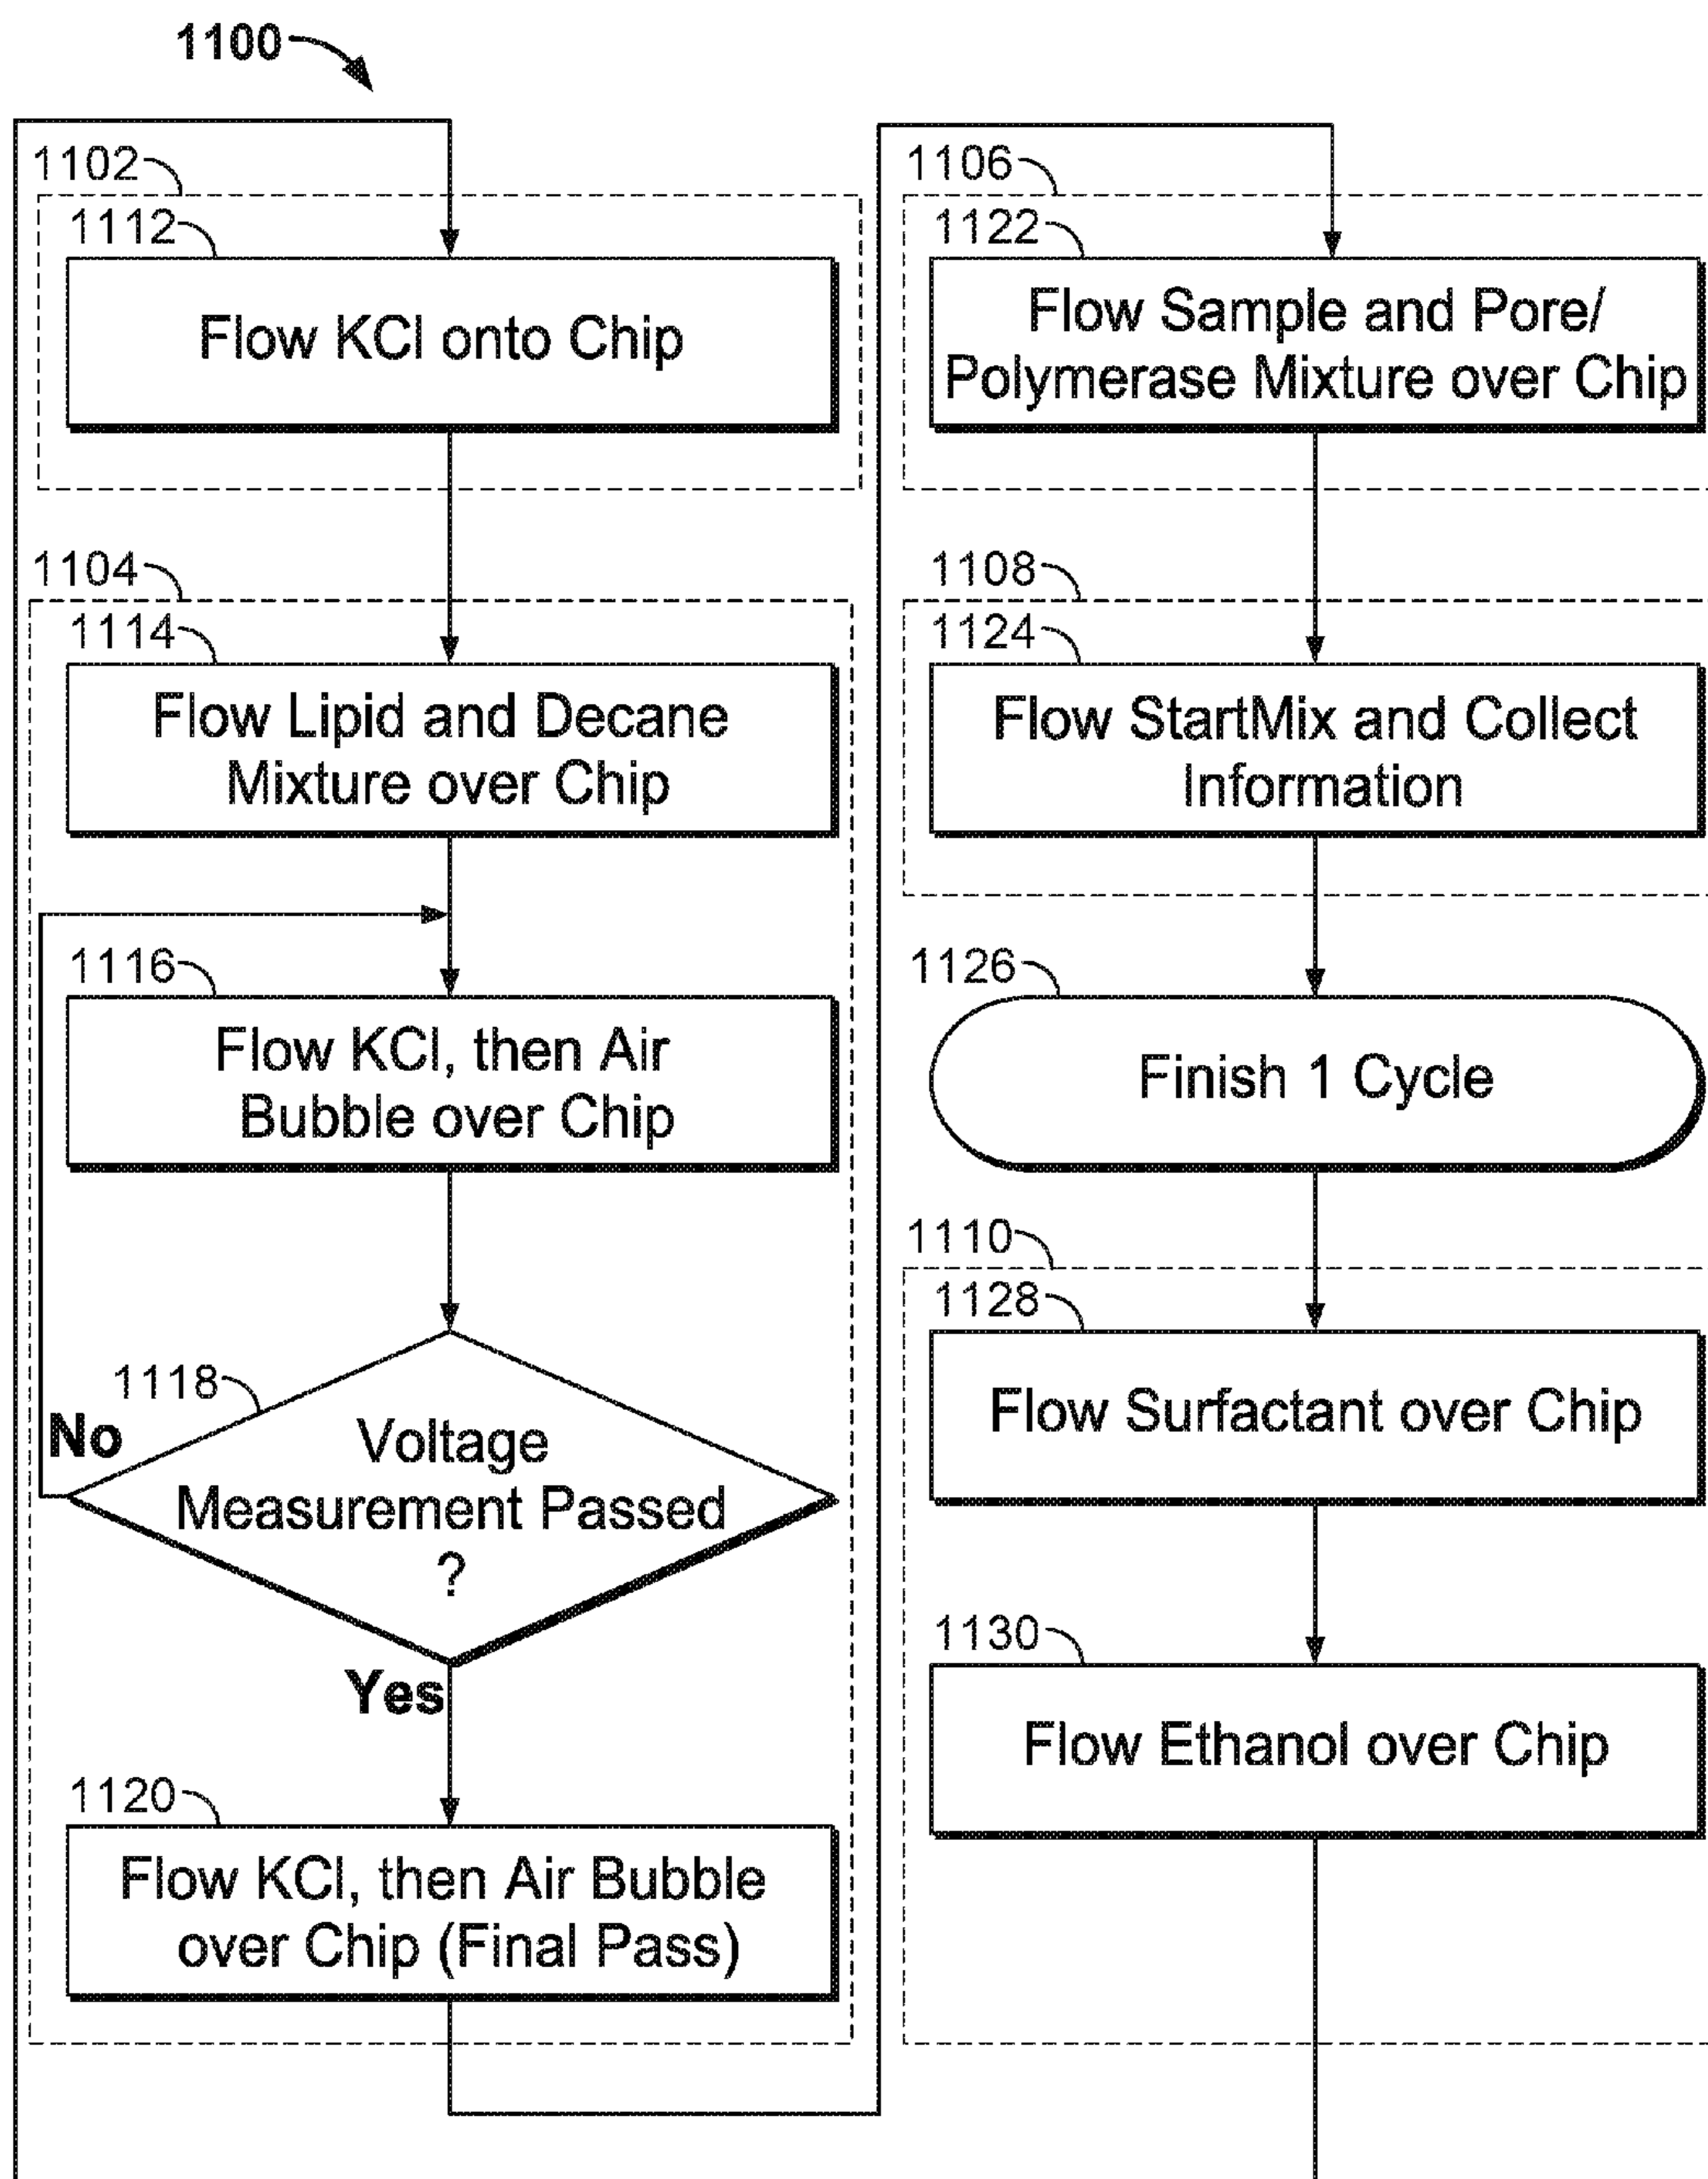 1100
1102
1112
Flow KCl onto Chip
1104
1114
Flow Lipid and Decane
Mixture over Chip
1116
Flow KCl, then Air
Bubble over Chip
1118
No
Voltage
Measurement Passed
?
Yes
1120
Flow KCl, then Air Bubble
over Chip (Final Pass)
1106
1122
Flow Sample and Pore/
Polymerase Mixture over Chip
1108
1124
Flow StartMix and Collect
Information
1126
Finish 1 Cycle
1110
1128
Flow Surfactant over Chip
1130
Flow Ethanol over Chip